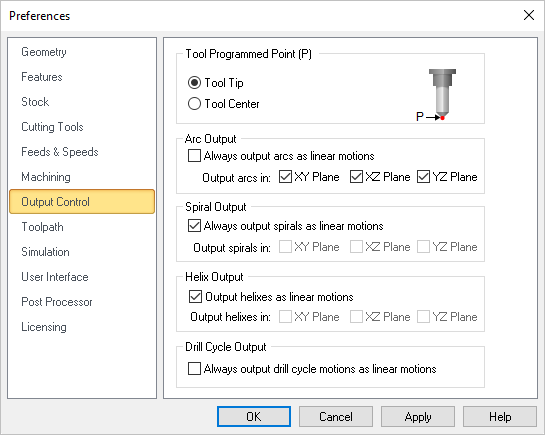 Preferences
Geometry
Features
Stock
Cutting Tools
Feeds & Speeds
Machining
Output Control
Toolpath
Simulation
User Interface
Post Processor
Licensing
Tool Programmed Point (P)
Tool Tip
Tool Center
P
Arc Output
Always output arcs as linear motions
Output arcs in: XY Plane XZ Plane YZ Plane
Spiral Output
Always output spirals as linear motions
Output spirals in: XY Plane XZ Plane YZ Plane
Helix Output
Output helixes as linear motions
Output helixes in: XY Plane XZ Plane YZ Plane
Drill Cycle Output
Always output drill cycle motions as linear motions
OK Cancel Apply Help